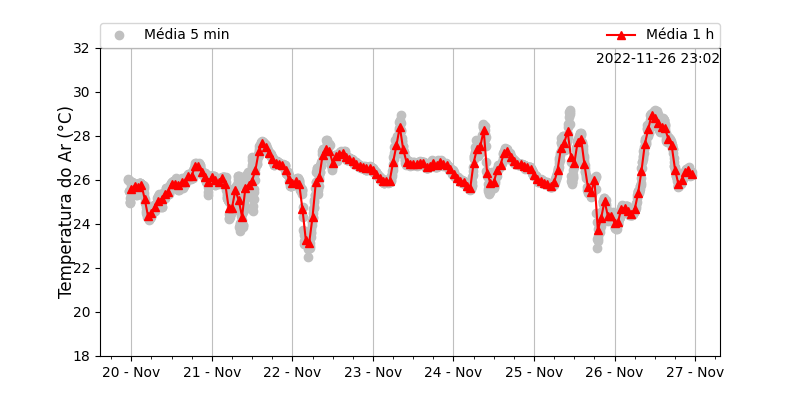 Média 5 min
Média 1 h
2022-11-26 23:02
Temperatura do Ar (°C)
32
30
28
26
24
22
20
18
20 - Nov
21 - Nov
22 - Nov
23 - Nov
24 - Nov
25 - Nov
26 - Nov
27 - Nov